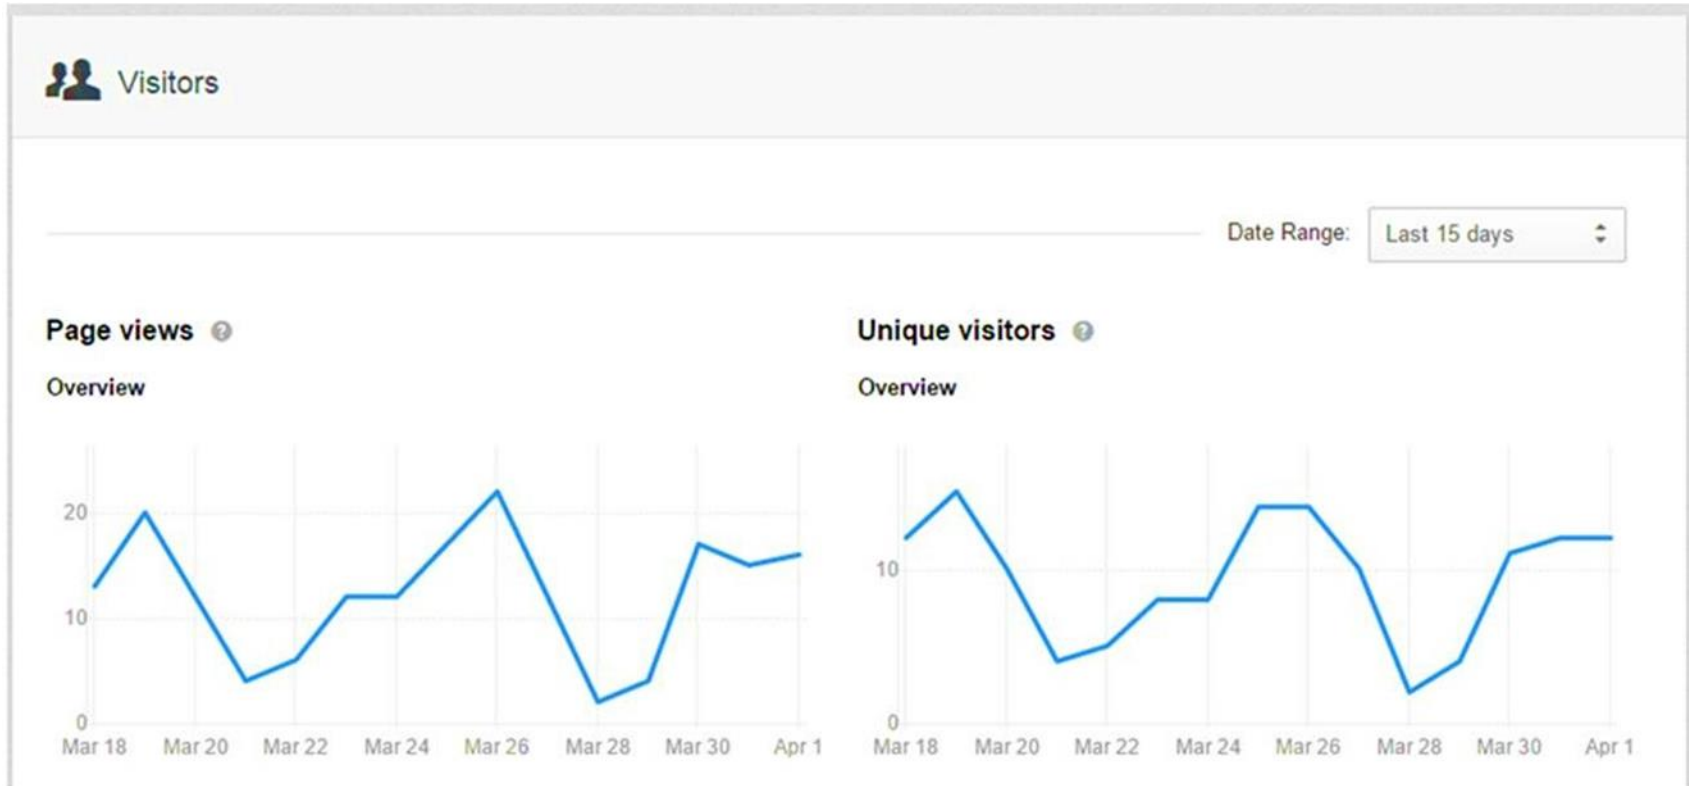 Visitors
Date Range: Last 15 days
Page views ?
Unique visitors ?
Overview
Overview
20
10
0
Mar 18 Mar 20 Mar 22 Mar 24 Mar 26 Mar 28 Mar 30 Apr 1
10
0
Mar 18 Mar 20 Mar 22 Mar 24 Mar 26 Mar 28 Mar 30 Apr 1